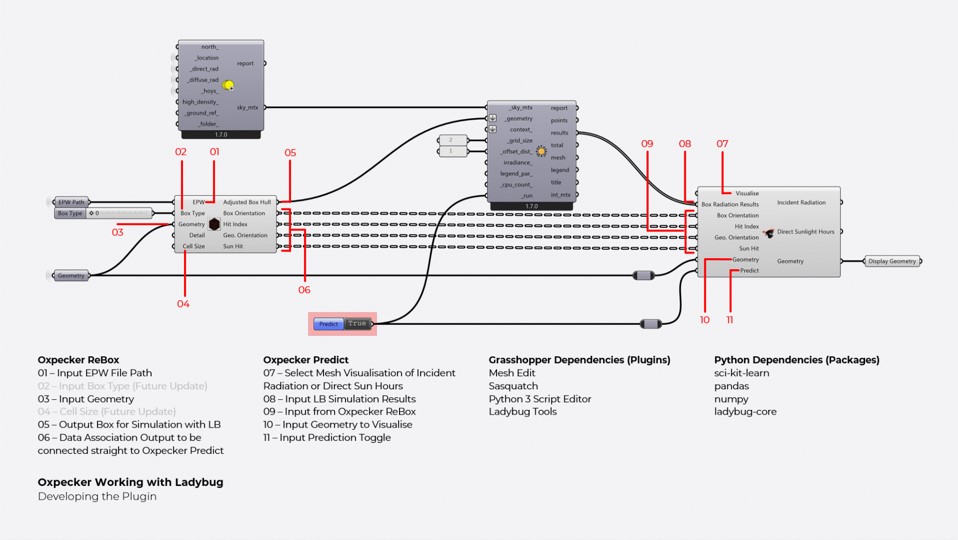 north_
_location
_direct_rad
_diffuse_rad
_hoys_
high_density_
_ground_ref_
_folder_
report
sky_mtx
1.7.0
_sky_mtx
_geometry
context_
_grid_size
_offset_dist_
irradiance_
legend_par_
_cpu_count_
_run
report
points
results
total
mesh
legend
title
int_mtx
1.7.0
2
1
02
01
05
09
08
07
EPW Path
Box Type
0
EPW
Box Type
Geometry
Detail
Cell Size
Adjusted Box Hull
Box Orientation
Hit Index
Geo. Orientation
Sun Hit
03
04
06
Geometry
Predict
True
Visualise
Box Radiation Results
Box Orientation
Hit Index
Geo. Orientation
Sun Hit
Geometry
Predict
Incident Radiation
Direct Sunlight Hours
Geometry
Display Geometry
10
11
Oxpecker ReBox
01 – Input EPW File Path
02 – Input Box Type (Future Update)
03 – Input Geometry
04 – Cell Size (Future Update)
05 – Output Box for Simulation with LB
06 – Data Association Output to be
connected straight to Oxpecker Predict
Oxpecker Predict
07 – Select Mesh Visualisation of Incident
Radiation or Direct Sun Hours
08 – Input LB Simulation Results
09 – Input from Oxpecker ReBox
10 – Input Geometry to Visualise
11 – Input Prediction Toggle
Grasshopper Dependencies (Plugins)
Mesh Edit
Sasquatch
Python 3 Script Editor
Ladybug Tools
Python Dependencies (Packages)
sci-kit-learn
pandas
numpy
ladybug-core
Oxpecker Working with Ladybug
Developing the Plugin